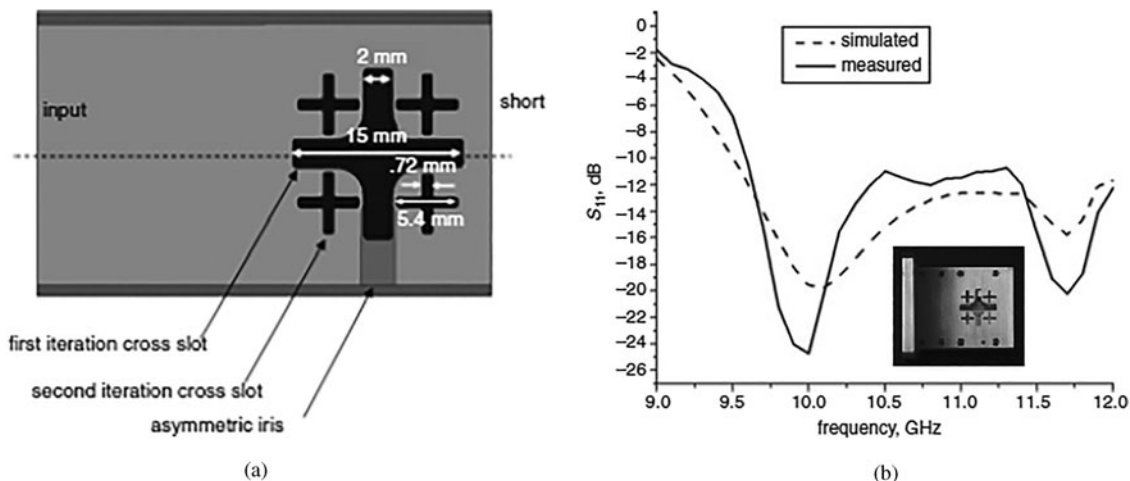 2 mm
input
short
15 mm
.72 mm
5.4 mm
first iteration cross slot
second iteration cross slot
asymmetric iris
(a)
0
–2
–4
–6
–8
–10
–12
–14
–16
–18
–20
–22
–24
–26
S11, dB
simulated
measured
9.0 9.5 10.0 10.5 11.0 11.5 12.0
frequency, GHz
(b)